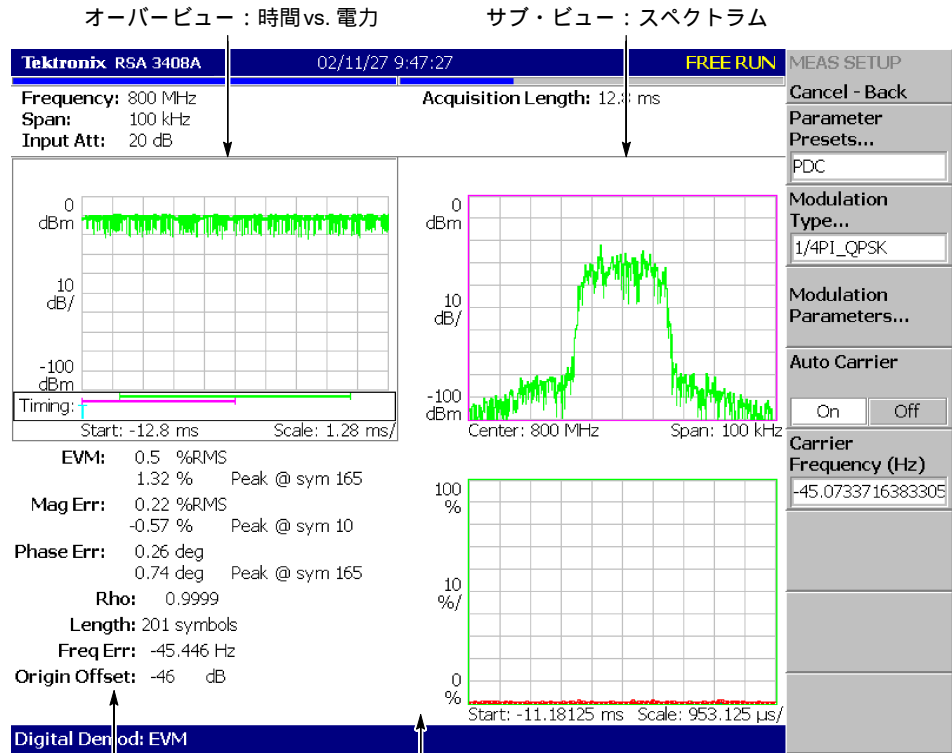 オーバービュー：時間 vs. 電力
サブ・ビュー：スペクトラム
Tektronix RSA 3408A 02/11/27 9:47:27 FREE RUN
MEAS SETUP
Frequency: 800 MHz
Acquisition Length: 12.8 ms
Span: 100 kHz
Input Att: 20 dB
Cancel - Back
Parameter
Presets...
PDC
Modulation
Type...
1/4PI_QPSK
Modulation
Parameters...
Auto Carrier
On Off
Carrier
Frequency (Hz)
-45.0733716383305
0
dBm
10
dB/
-100
dBm
Timing:
Start: -12.8 ms Scale: 1.28 ms/
0
dBm
10
dB/
-100
dBm
Center: 800 MHz Span: 100 kHz
EVM: 0.5 %RMS
1.32 % Peak @ sym 165
Mag Err: 0.22 %RMS
-0.57 % Peak @ sym 10
Phase Err: 0.26 deg
0.74 deg Peak @ sym 165
Rho: 0.9999
Length: 201 symbols
Freq Err: -45.446 Hz
Origin Offset: -46 dB
100
%
10
%/
0
%
Start: -11.18125 ms Scale: 953.125 µs/
Digital Demod: EVM